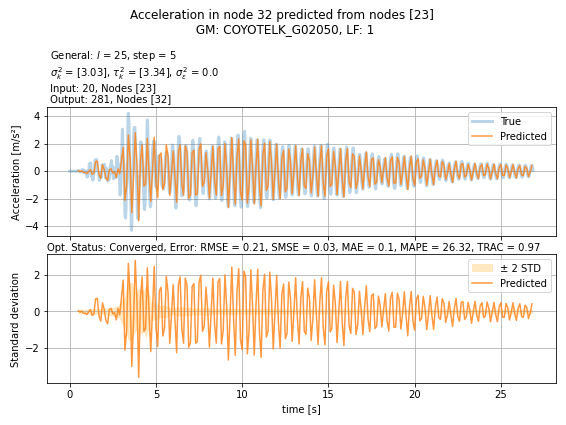 Acceleration in node 32 predicted from nodes [23]
GM: COYOTELK_G02050, LF: 1
General: l = 25, step = 5
σ²ₖ = [3.03], τ²ₖ = [3.34], σ²ₑ = 0.0
Input: 20, Nodes [23]
Output: 281, Nodes [32]
Acceleration [m/s²]
4
2
0
−2
−4
True
Predicted
Opt. Status: Converged, Error: RMSE = 0.21, SMSE = 0.03, MAE = 0.1, MAPE = 26.32, TRAC = 0.97
Standard deviation
2
0
−2
± 2 STD
Predicted
0 5 10 15 20 25
time [s]